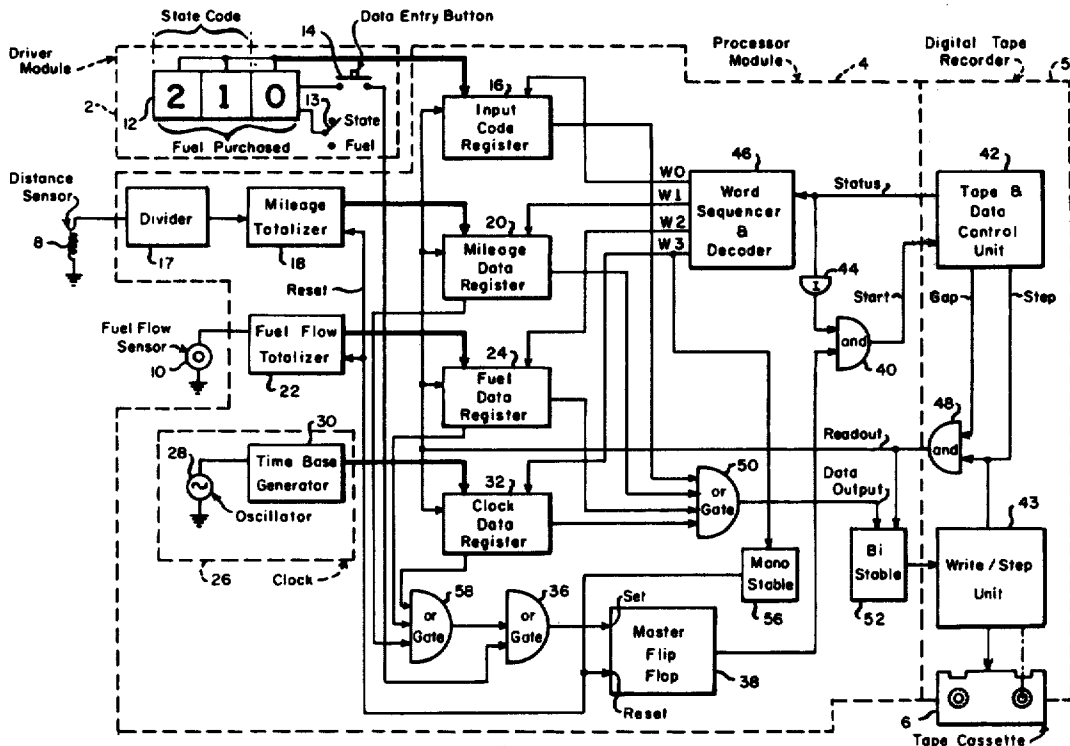 State Code
Data Entry Button
Driver Module
14
Processor Module
4
Digital Tape Recorder
5
2
12
2 1 0
13
State
Fuel
Fuel Purchased
16
Input Code Register
46
Word Sequencer & Decoder
W0
W1
W2
W3
Status
42
Tape & Data Control Unit
Distance Sensor
8
Divider
17
Mileage Totalizer
18
20
Mileage Data Register
Reset
44
I
Start
Gap
Step
and
40
Fuel Flow Sensor
10
Fuel Flow Totalizer
22
24
Fuel Data Register
48
and
Readout
28
30
Time Base Generator
Oscillator
26
Clock
32
Clock Data Register
50
or Gate
Data Output
43
Write/Step Unit
Bi Stable
52
Mono Stable
56
58
or Gate
36
or Gate
Set
Master Flip Flop
38
Reset
6
Tape Cassette